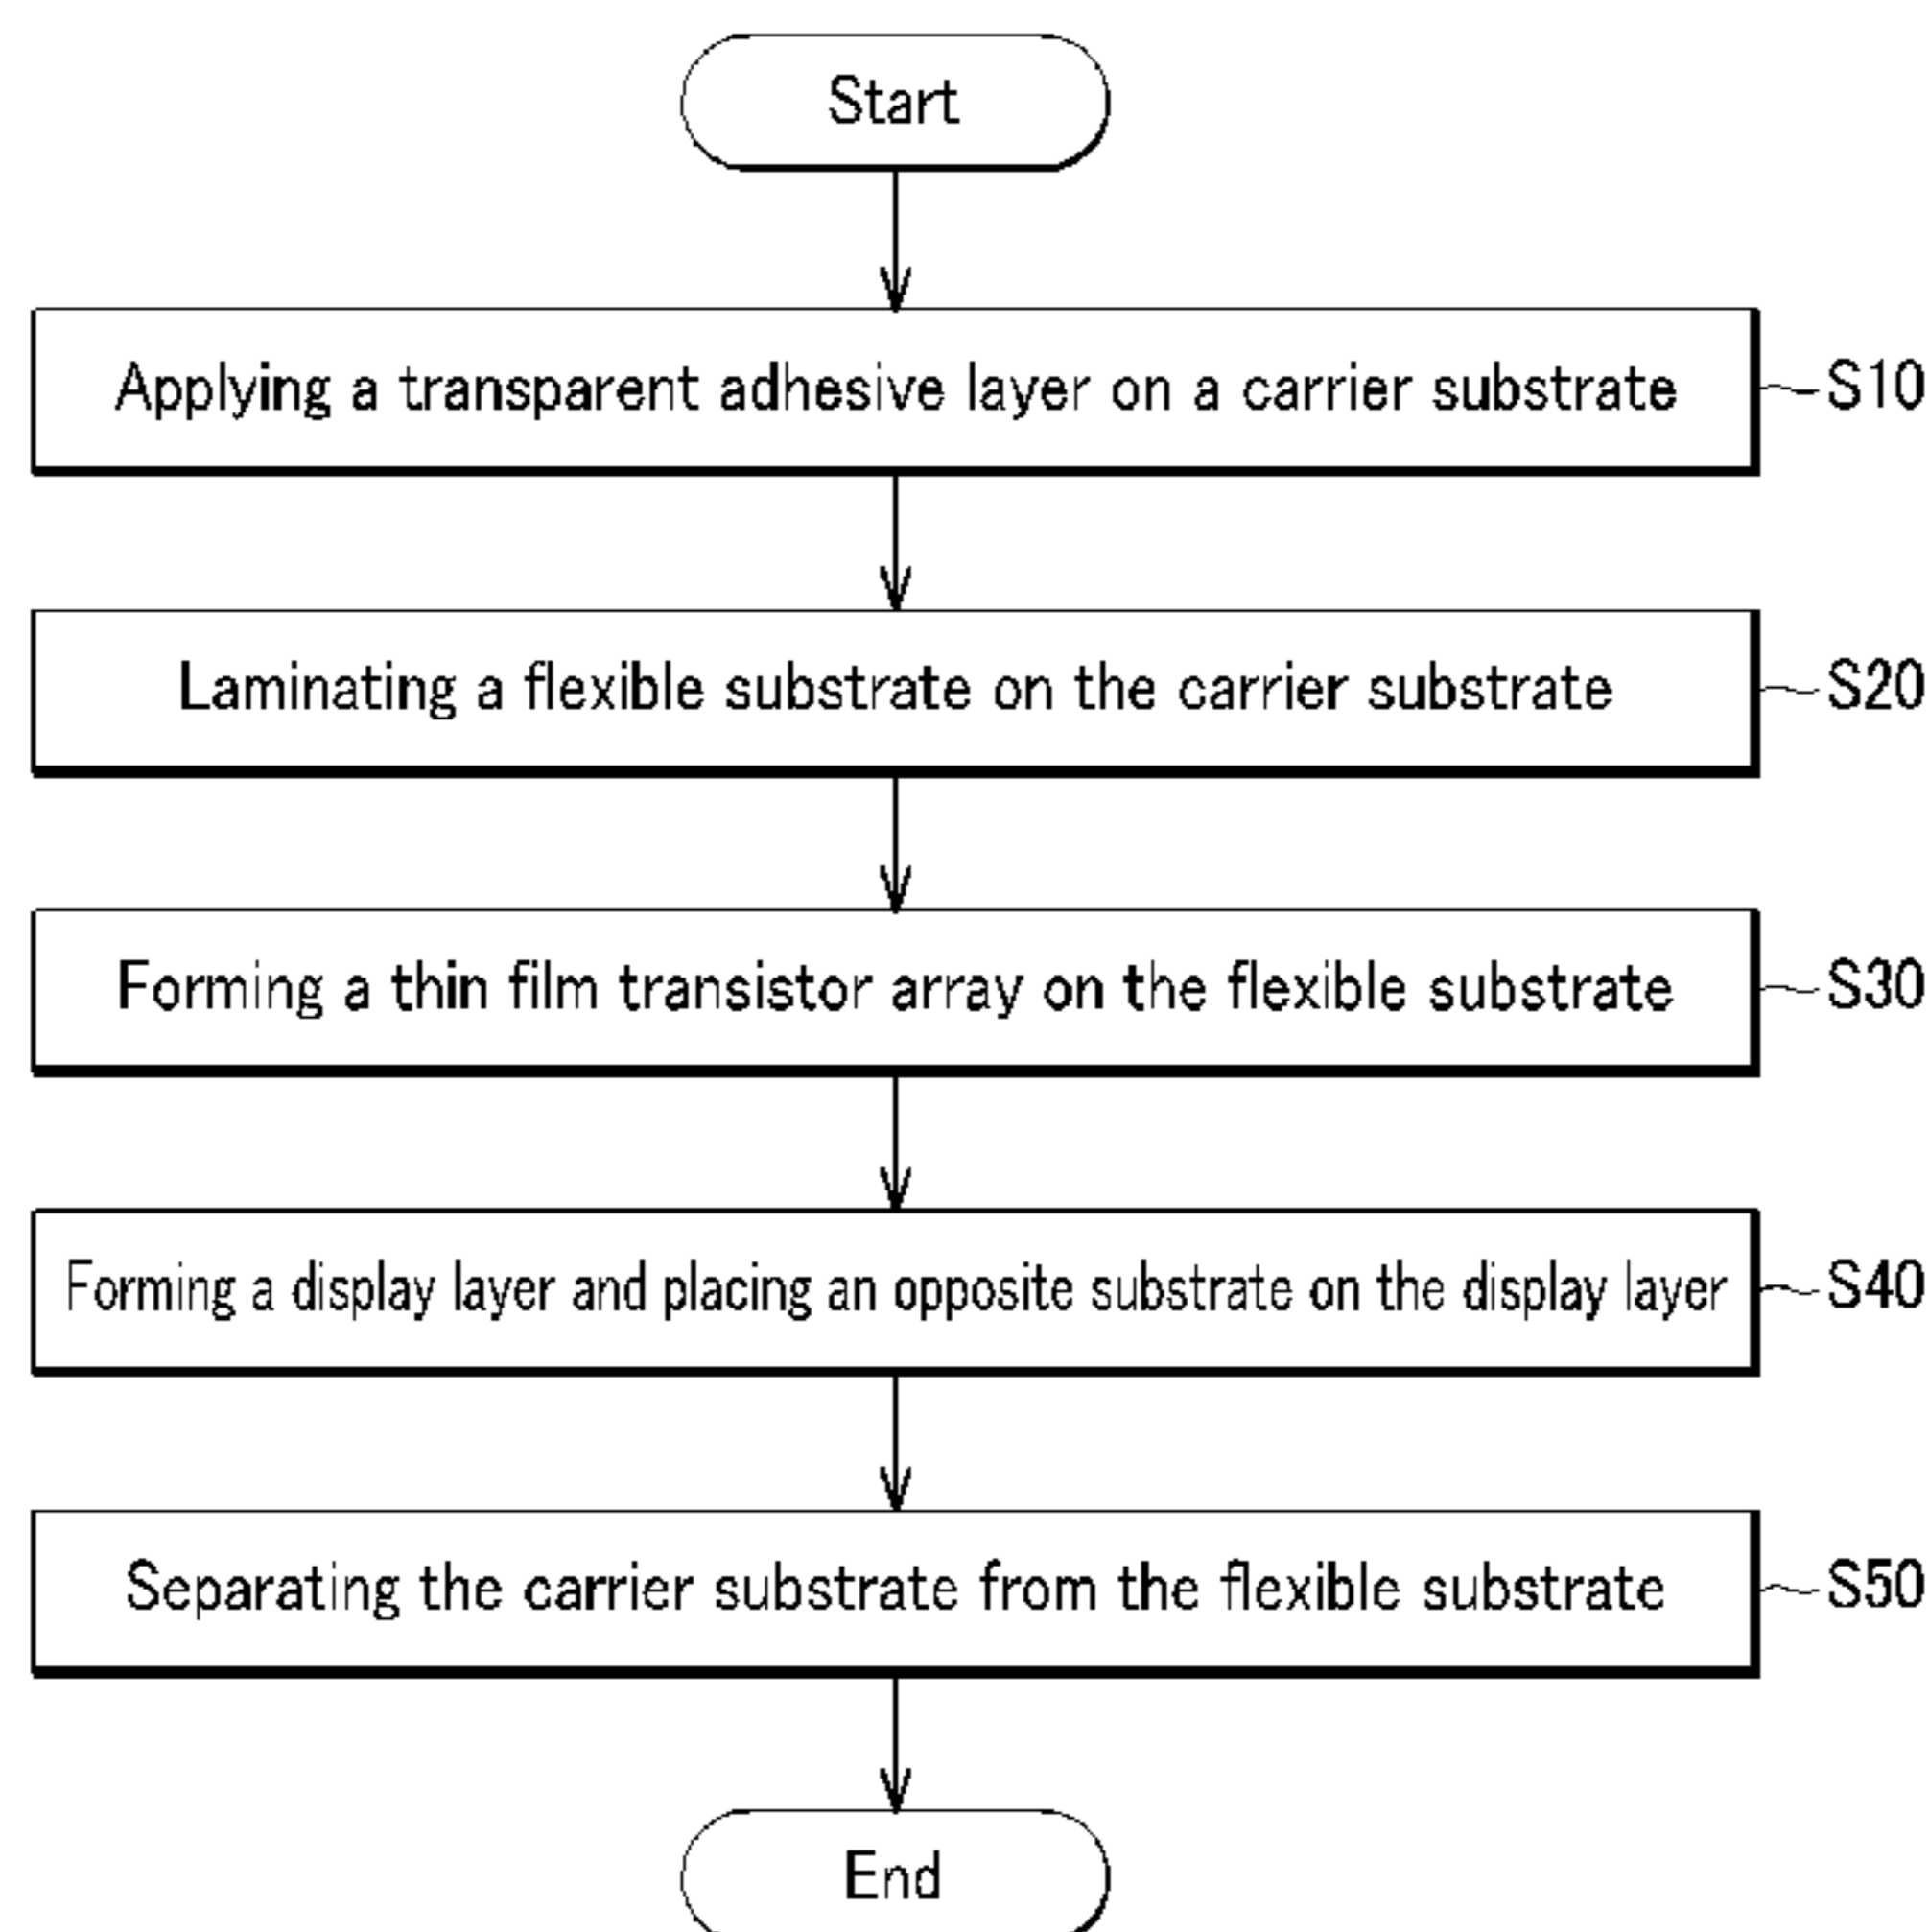 Start
Applying a transparent adhesive layer on a carrier substrate
S10
Laminating a flexible substrate on the carrier substrate
S20
Forming a thin film transistor array on the flexible substrate
S30
Forming a display layer and placing an opposite substrate on the display layer
S40
Separating the carrier substrate from the flexible substrate
S50
End